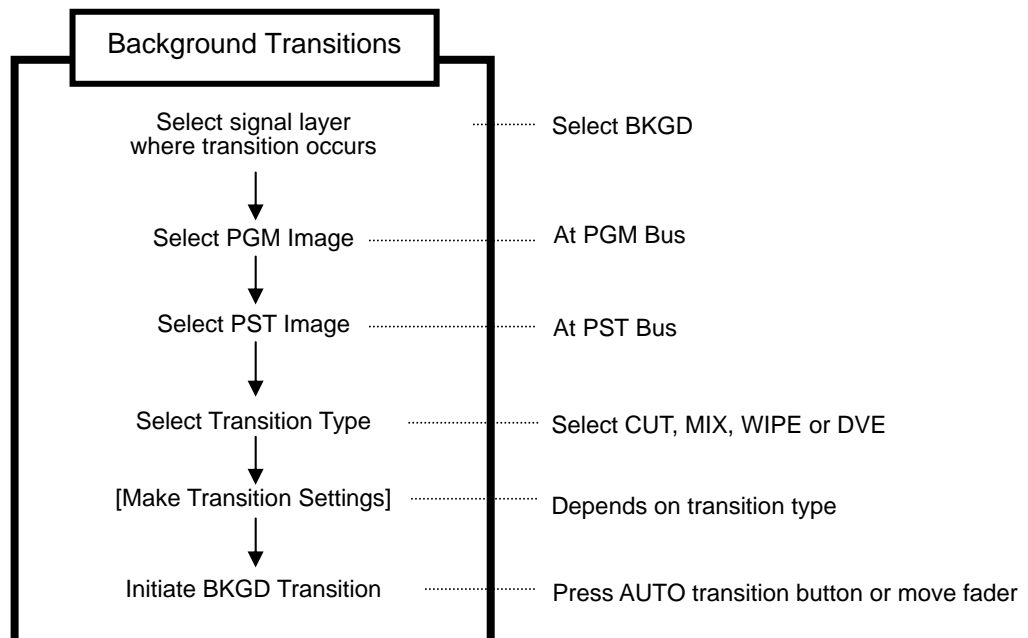 Background Transitions
Select signal layer
where transition occurs
Select BKGD
Select PGM Image
At PGM Bus
Select PST Image
At PST Bus
Select Transition Type
Select CUT, MIX, WIPE or DVE
[Make Transition Settings]
Depends on transition type
Initiate BKGD Transition
Press AUTO transition button or move fader